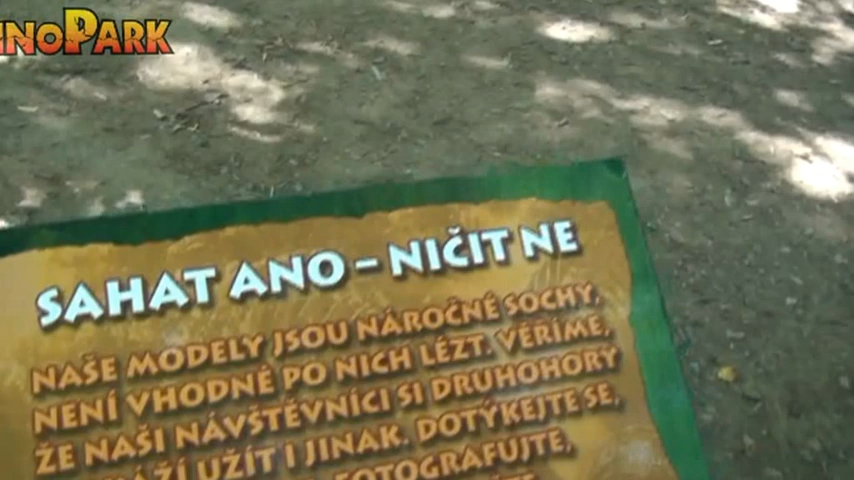 INOPARK
SAHAT ANO – NIČIT NE
NAŠE MODELY JSOU NÁROČNÉ SOCHY,
NENÍ VHODNÉ PO NICH LÉZT. VĚŘÍME,
ŽE NAŠI NÁVŠTĚVNÍCI SI DRUHOHORY
UŽÍT I JINAK. DOTÝKEJTE SE,
FOTOGRAFUJTE,